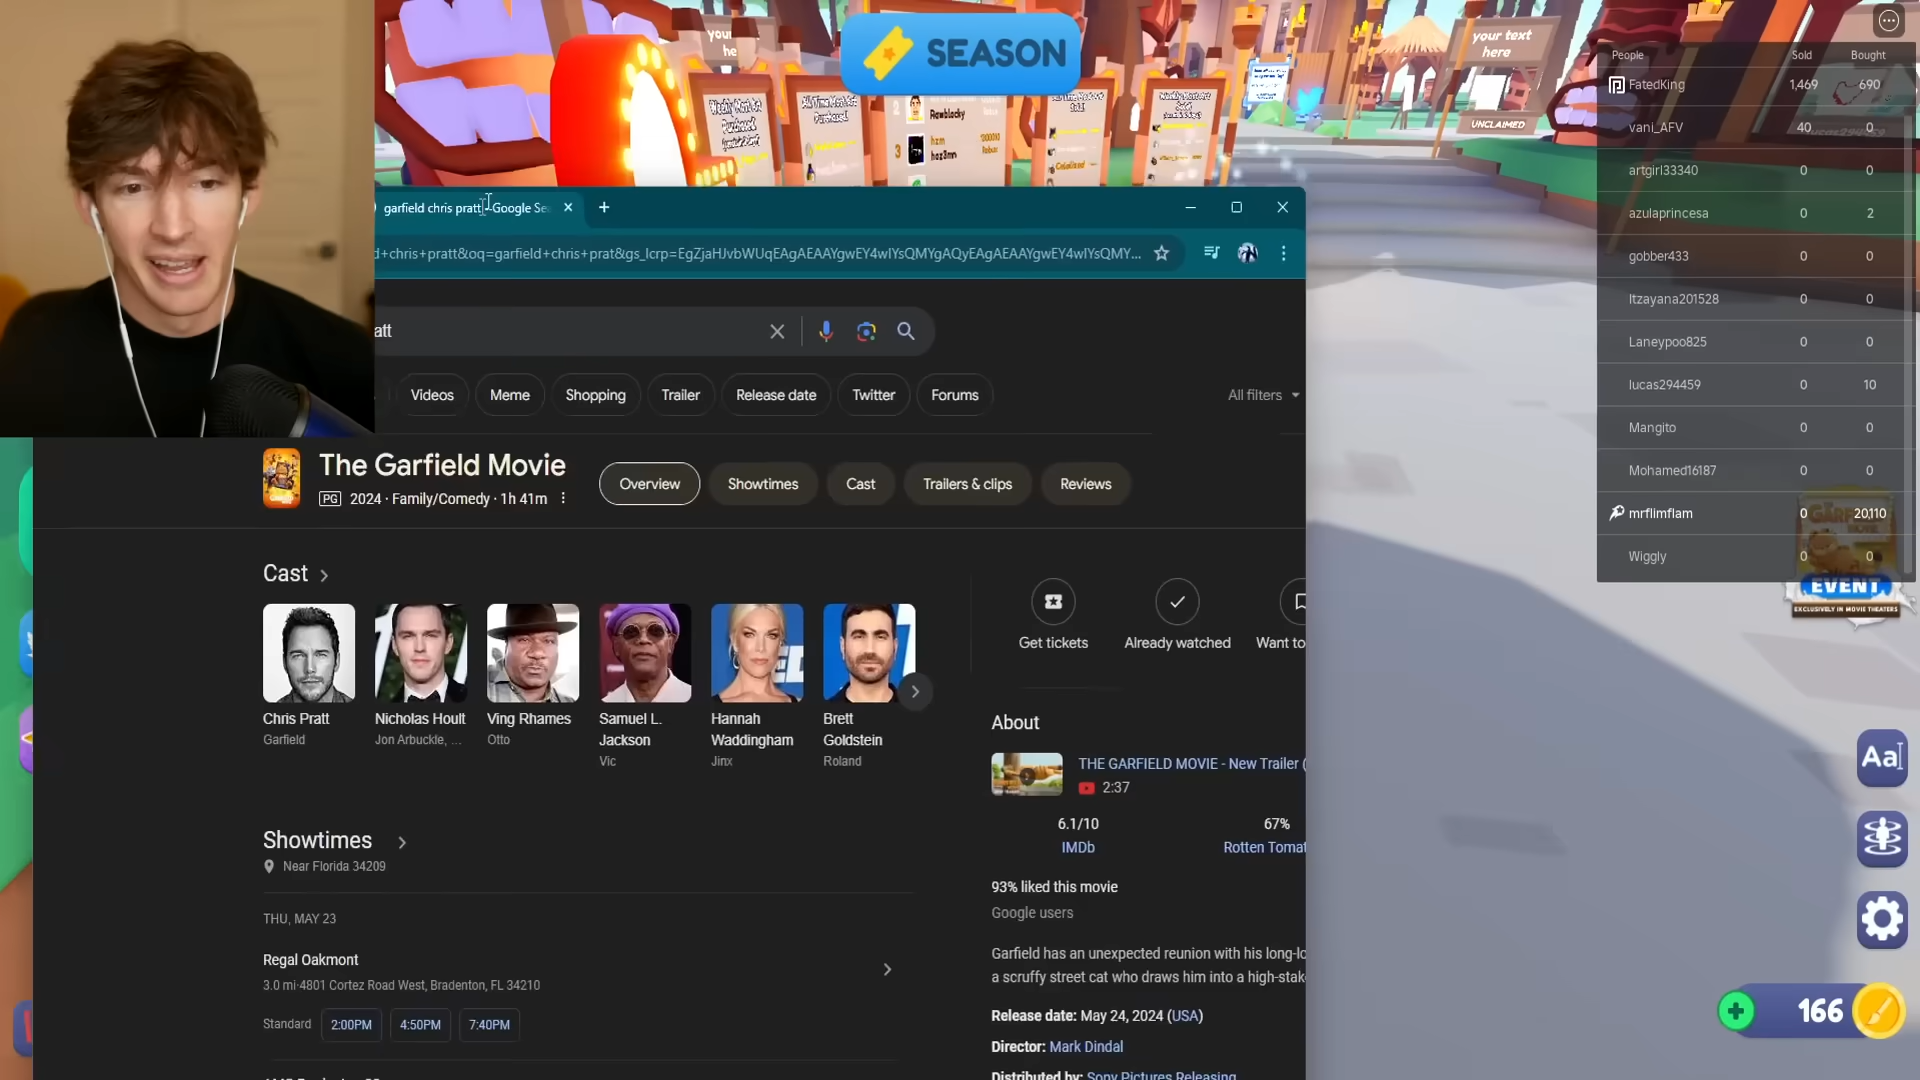 SEASON
your text
here
UNCLAIMED
People Sold Bought
FatedKing 1,469 690
vani_AFV 40 0
artgirl33340 0 0
azulaprincesa 0 2
gobber433 0 0
Itzayana201528 0 0
Laneypoo825 0 0
lucas294459 0 10
Mangito 0 0
Mohamed16187 0 0
mrflimflam 0 20,110
Wiggly 0 0
EVENT
EXCLUSIVELY IN MOVIE THEATERS
garfield chris pratt - Google Se
d+chris+pratt&oq=garfield+chris+prat&gs_lcrp=EgZjaHJvbWUqEAgAEAAYgwEY4wIYsQMYgAQyEAgAEAAYgwEY4wIYsQMY...
att
Videos Meme Shopping Trailer Release date Twitter Forums
All filters
The Garfield Movie
PG 2024 · Family/Comedy · 1h 41m
Overview Showtimes Cast Trailers & clips Reviews
Cast
Chris Pratt
Garfield
Nicholas Hoult
Jon Arbuckle, ...
Ving Rhames
Otto
Samuel L.
Jackson
Vic
Hannah
Waddingham
Jinx
Brett
Goldstein
Roland
Get tickets
Already watched
Want to
About
THE GARFIELD MOVIE - New Trailer (
2:37
6.1/10
IMDb
67%
Rotten Tomat
93% liked this movie
Google users
Garfield has an unexpected reunion with his long-lo
a scruffy street cat who draws him into a high-stak
Release date: May 24, 2024 (USA)
Director: Mark Dindal
Distributed by: Sony Pictures Releasing
Showtimes
Near Florida 34209
THU, MAY 23
Regal Oakmont
3.0 mi·4801 Cortez Road West, Bradenton, FL 34210
Standard 2:00PM 4:50PM 7:40PM
Aa
166